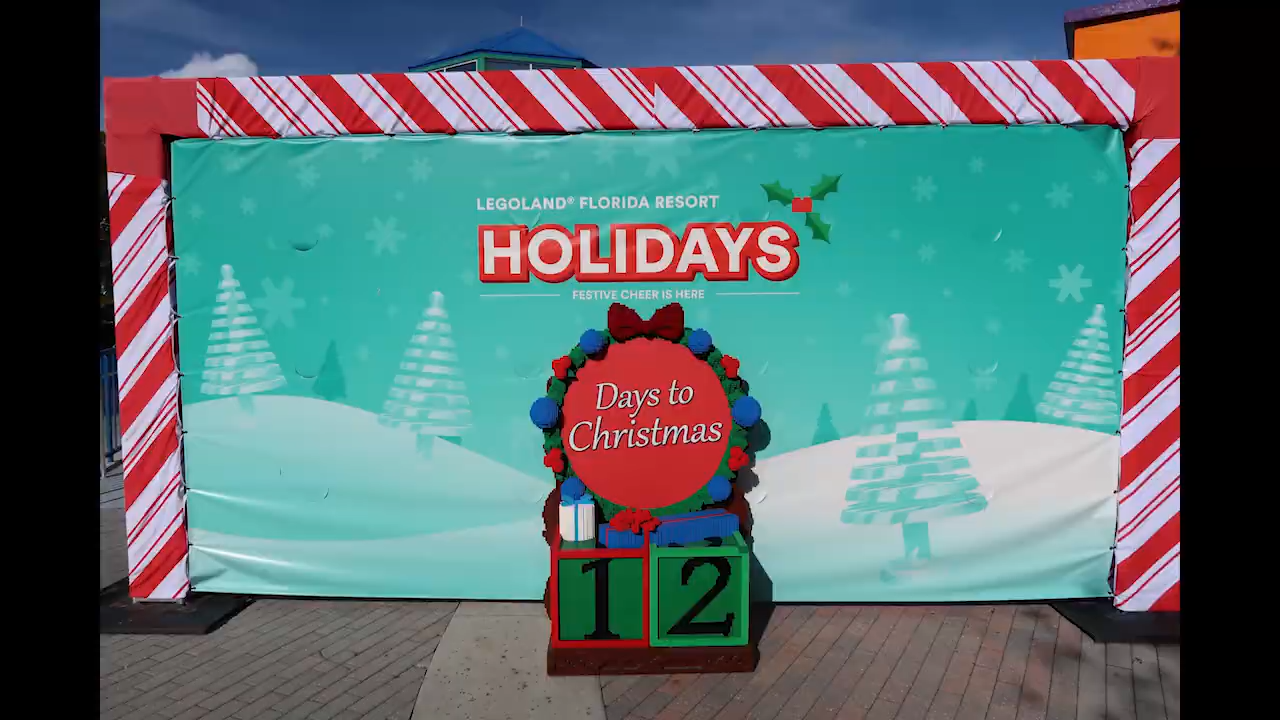 LEGOLAND® FLORIDA RESORT
HOLIDAYS
FESTIVE CHEER IS HERE
Days to
Christmas
12